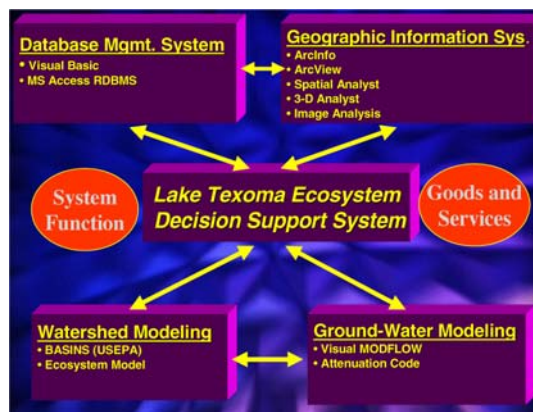 Database Mgmt. System
• Visual Basic
• MS Access RDBMS
Geographic Information Sys.
• ArcInfo
• ArcView
• Spatial Analyst
• 3-D Analyst
• Image Analysis
System
Function
Lake Texoma Ecosystem
Decision Support System
Goods and
Services
Watershed Modeling
• BASINS (USEPA)
• Ecosystem Model
Ground-Water Modeling
• Visual MODFLOW
• Attenuation Code